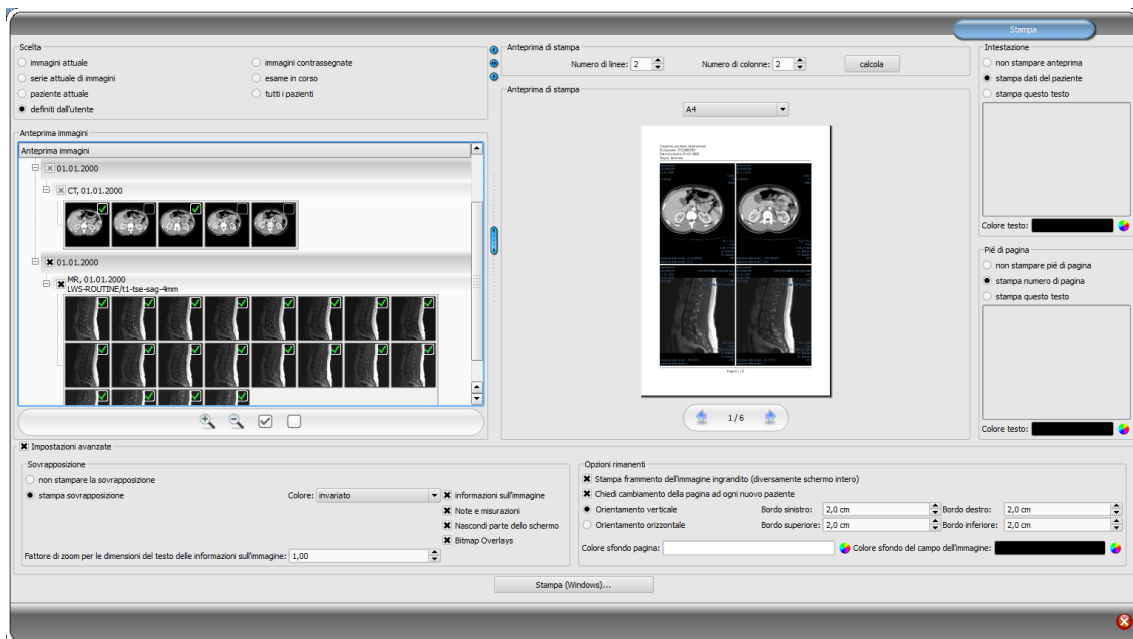 Stampa
Scelta
immagini attuale
immagini contrassegnate
serie attuale di immagini
esame in corso
paziente attuale
tutti i pazienti
definiti dall'utente
Anteprima immagini
Anteprima immagini
01.01.2000
CT, 01.01.2000
01.01.2000
MR, 01.01.2000
LWS-ROUTINE/t1-tse-sag-4mm
Anteprima di stampa
Numero di linee: 2
Numero di colonne: 2
calcola
Anteprima di stampa
A4
Pagina 1 / 6
1 / 6
Intestazione
non stampare anteprima
stampa dati del paziente
stampa questo testo
Colore testo:
Pié di pagina
non stampare pié di pagina
stampa numero di pagina
stampa questo testo
Colore testo:
Impostazioni avanzate
Sovrapposizione
non stampare la sovrapposizione
stampa sovrapposizione
Colore: invariato
informazioni sull'immagine
Note e misurazioni
Nascondi parte dello schermo
Bitmap Overlays
Fattore di zoom per le dimensioni del testo delle informazioni sull'immagine: 1,00
Opzioni rimanenti
Stampa frammento dell'immagine ingrandito (diversamente schermo intero)
Chiedi cambiamento della pagina ad ogni nuovo paziente
Orientamento verticale
Bordo sinistro: 2,0 cm
Bordo destro: 2,0 cm
Orientamento orizzontale
Bordo superiore: 2,0 cm
Bordo inferiore: 2,0 cm
Colore sfondo pagina:
Colore sfondo del campo dell'immagine:
Stampa (Windows)...